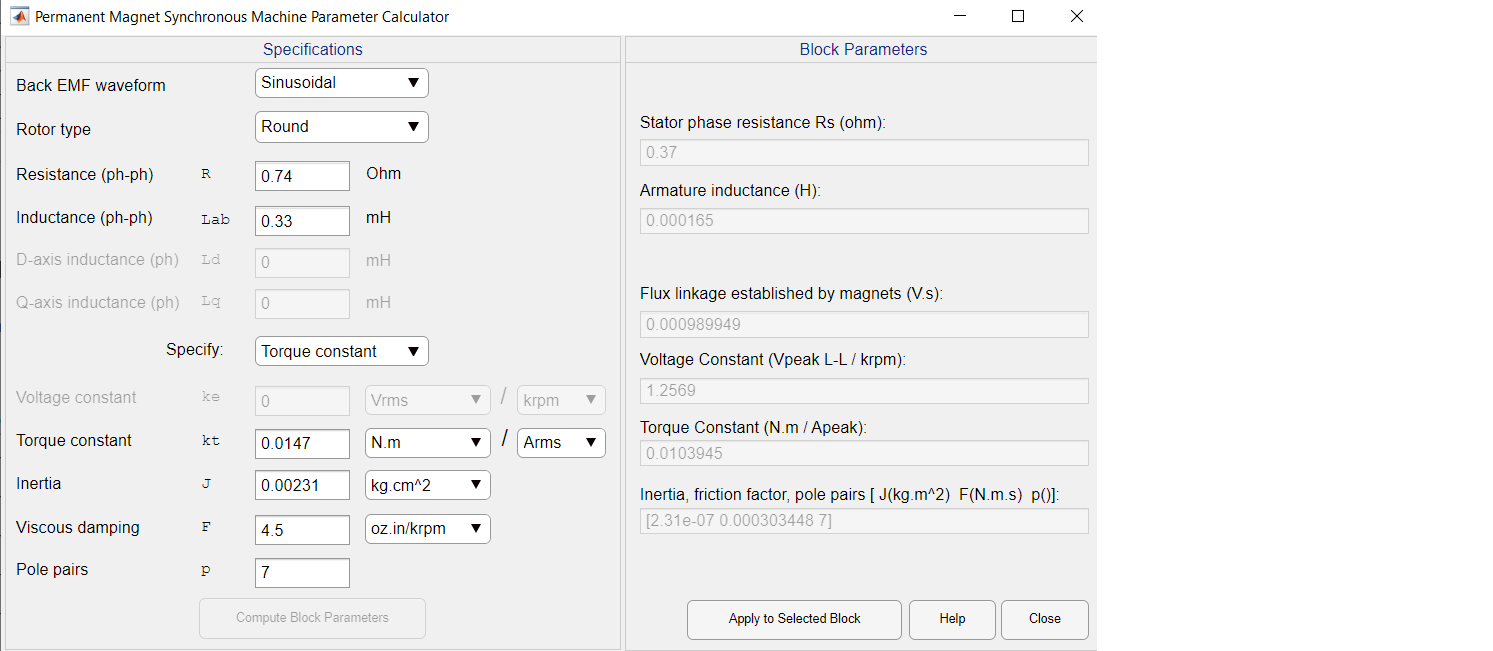 Permanent Magnet Synchronous Machine Parameter Calculator
Specifications
Back EMF waveform Sinusoidal
Rotor type Round
Resistance (ph-ph) R 0.74 Ohm
Inductance (ph-ph) Lab 0.33 mH
D-axis inductance (ph) Ld 0 mH
Q-axis inductance (ph) Lq 0 mH
Specify: Torque constant
Voltage constant ke 0 Vrms / krpm
Torque constant kt 0.0147 N.m / Arms
Inertia J 0.00231 kg.cm^2
Viscous damping F 4.5 oz.in/krpm
Pole pairs p 7
Compute Block Parameters
Block Parameters
Stator phase resistance Rs (ohm):
0.37
Armature inductance (H):
0.000165
Flux linkage established by magnets (V.s):
0.000989949
Voltage Constant (Vpeak L-L / krpm):
1.2569
Torque Constant (N.m / Apeak):
0.0103945
Inertia, friction factor, pole pairs [ J(kg.m^2) F(N.m.s) p()]:
[2.31e-07 0.000303448 7]
Apply to Selected Block Help Close